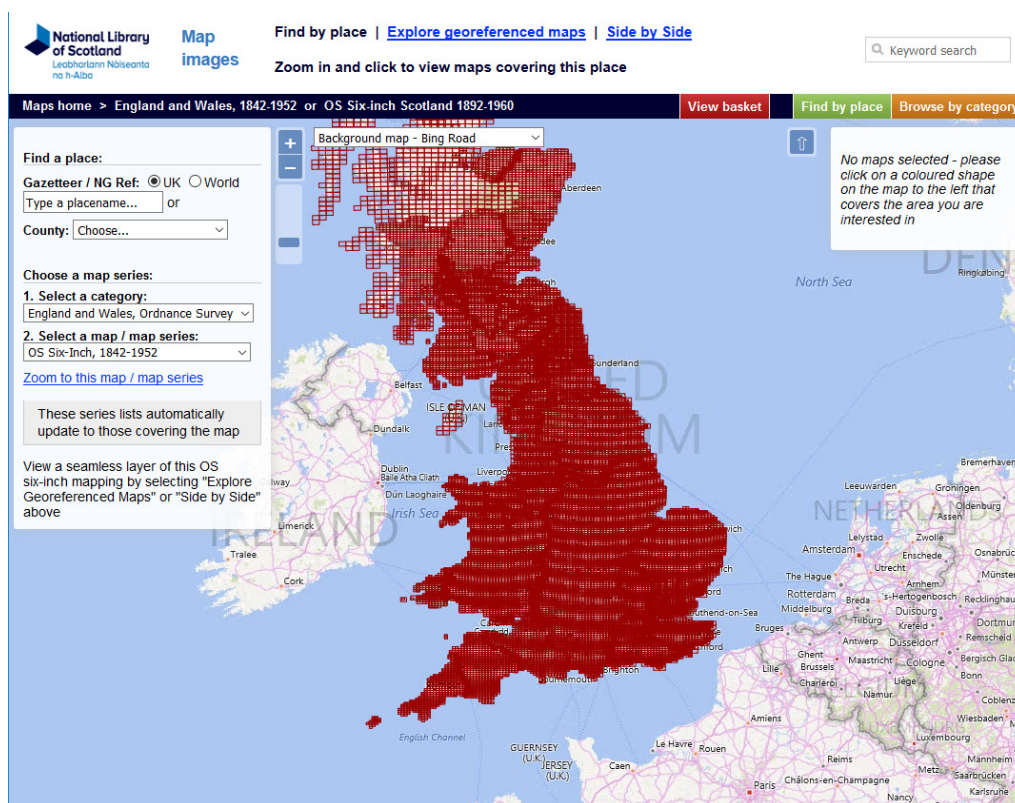 National Library
of Scotland
Leabharlann Nàiseanta
na h-Alba
Map
images
Find by place | Explore georeferenced maps | Side by Side
Zoom in and click to view maps covering this place
Keyword search
Maps home > England and Wales, 1842-1952 or OS Six-inch Scotland 1892-1960
View basket
Find by place
Browse by category
Find a place:
Gazetteer / NG Ref: UK World
Type a placename... or
County: Choose...
Choose a map series:
1. Select a category:
England and Wales, Ordnance Survey
2. Select a map / map series:
OS Six-Inch, 1842-1952
Zoom to this map / map series
These series lists automatically
update to those covering the map
View a seamless layer of this OS
six-inch mapping by selecting "Explore
Georeferenced Maps" or "Side by Side"
above
+
−
Background map - Bing Road
No maps selected - please
click on a coloured shape
on the map to the left that
covers the area you are
interested in
Aberdeen
North Sea
DEN
Ringkøbing
Belfast
ISLE OF MAN
Dundalk
Dublin
Baile Átha Cliath
Dún Laoghaire
Irish Sea
IRELAND
Limerick
Tralee
Cork
UNITED
KINGDOM
Sunderland
Brighton
Southend-on-Sea
English Channel
GUERNSEY
(U.K.)
JERSEY
(U.K.)
Caen
Le Havre
Rouen
Amiens
Paris
Reims
Châlons-en-Champagne
Nancy
Metz
Saarbrücken
Karlsruhe
Mannheim
Luxembourg
Wiesbaden
Coblenz
Bonn
Bergisch Glad
Cologne
Remscheid
Dortmun
Düsseldorf
Krefeld
Duisburg
Recklinghau
Münster
Osnabrüc
Bremerhaven
Oldenburg
Groningen
Leeuwarden
Assen
NETHERLANDS
Lelystad
Zwolle
Amsterdam
Enschede
Utrecht
The Hague
Arnhem
Rotterdam
Breda
's-Hertogenbosch
Middelburg
Tilburg
Bruges
Antwerp
Ghent
Brussels
Maastricht
Lille
Charleroi
Liège
Namur